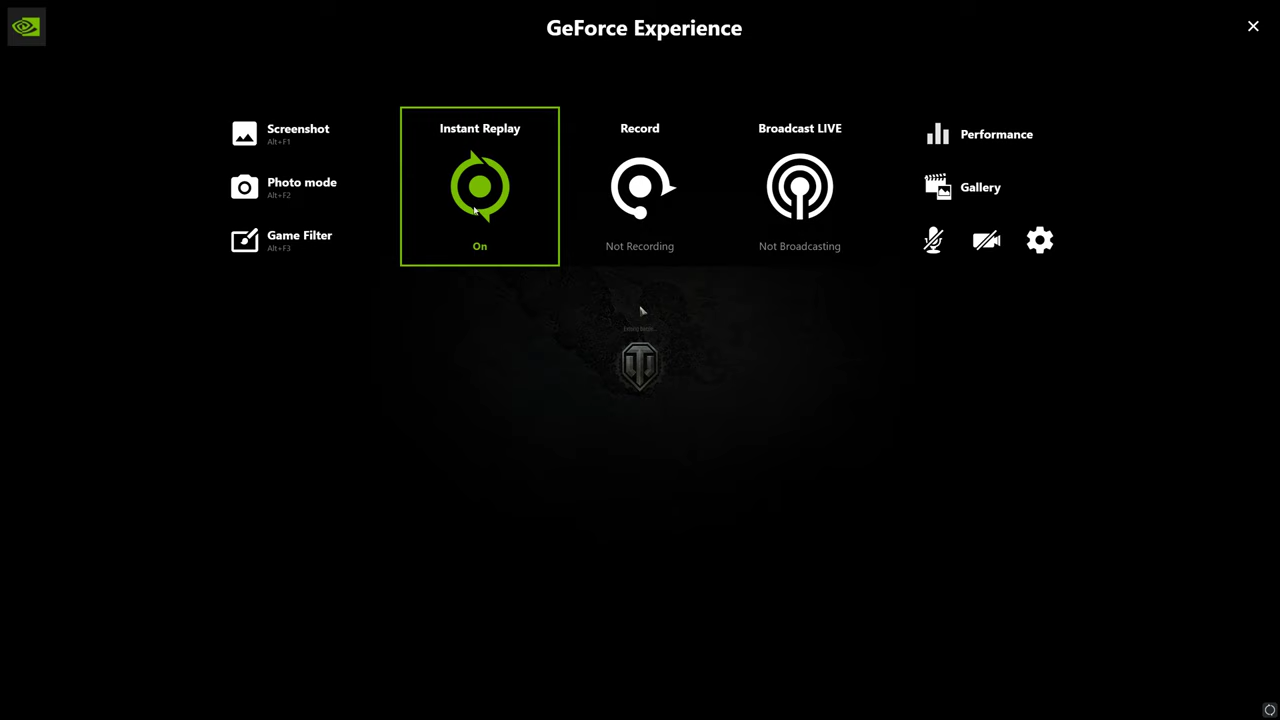 GeForce Experience
Screenshot
Alt+F1
Photo mode
Alt+F2
Game Filter
Alt+F3
Instant Replay
On
Record
Not Recording
Broadcast LIVE
Not Broadcasting
Performance
Gallery